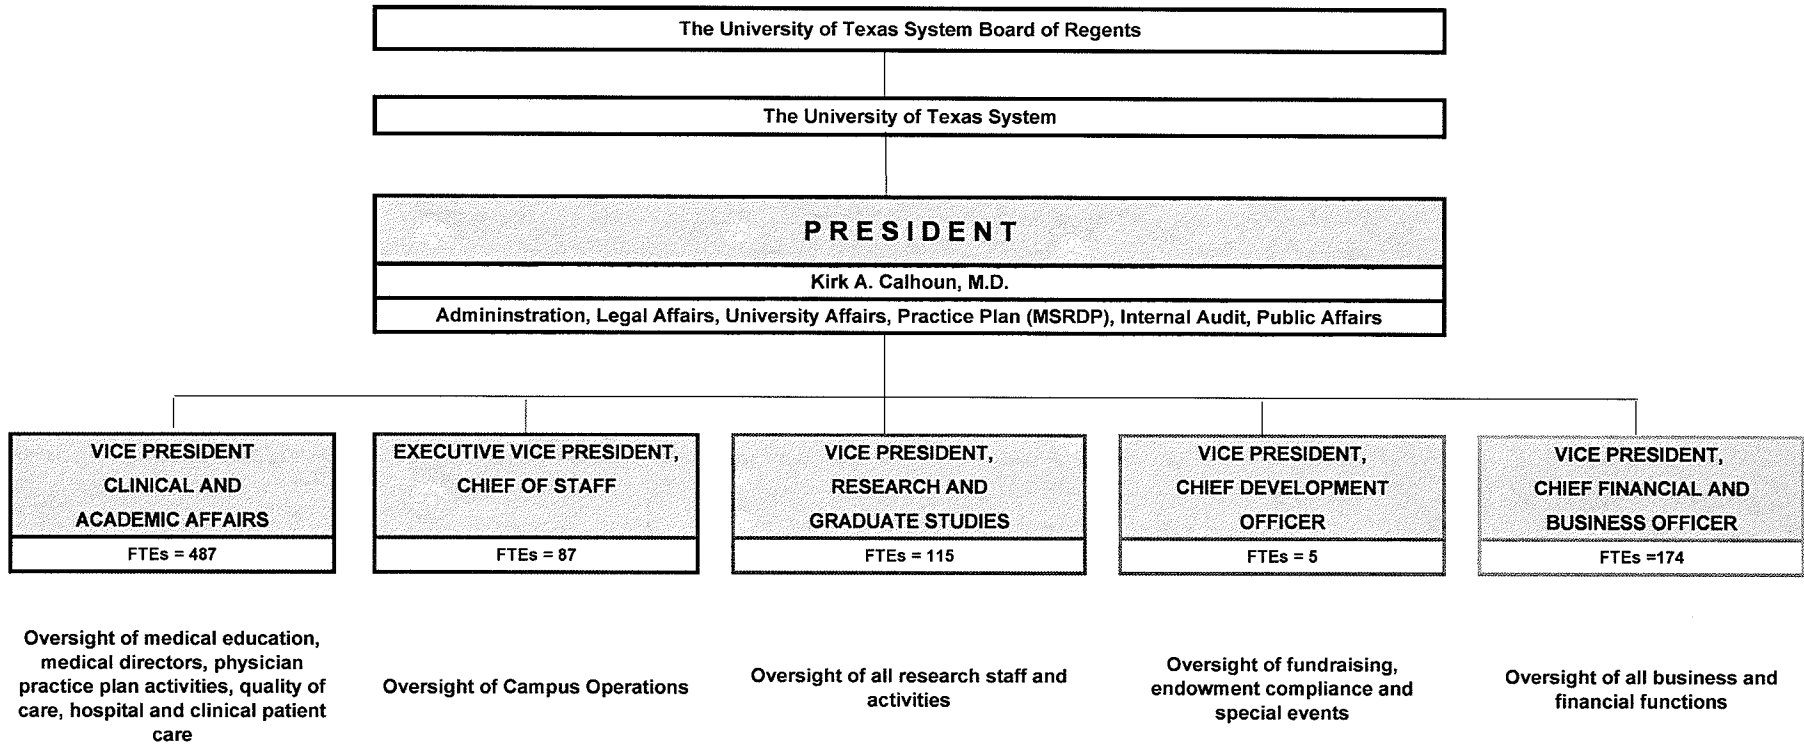 The University of Texas System Board of Regents
The University of Texas System
PRESIDENT
Kirk A. Calhoun, M.D.
Admininstration, Legal Affairs, University Affairs, Practice Plan (MSRDP), Internal Audit, Public Affairs
VICE PRESIDENT
CLINICAL AND
ACADEMIC AFFAIRS
FTEs = 487
EXECUTIVE VICE PRESIDENT,
CHIEF OF STAFF
FTEs = 87
VICE PRESIDENT,
RESEARCH AND
GRADUATE STUDIES
FTEs = 115
VICE PRESIDENT,
CHIEF DEVELOPMENT
OFFICER
FTEs = 5
VICE PRESIDENT,
CHIEF FINANCIAL AND
BUSINESS OFFICER
FTEs =174
Oversight of medical education,
medical directors, physician
practice plan activities, quality of
care, hospital and clinical patient
care
Oversight of Campus Operations
Oversight of all research staff and
activities
Oversight of fundraising,
endowment compliance and
special events
Oversight of all business and
financial functions